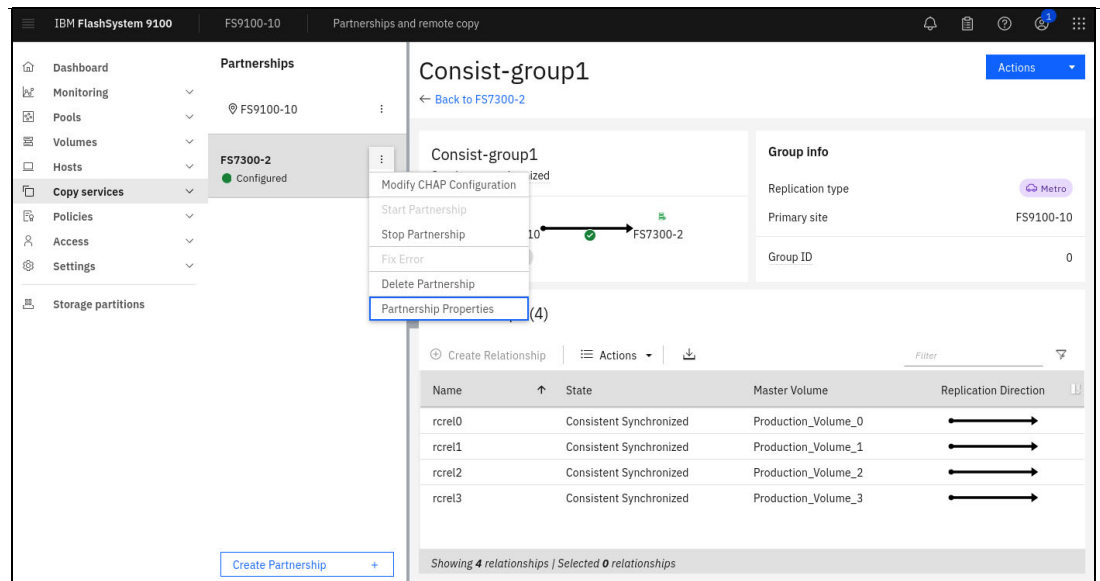 IBM FlashSystem 9100 FS9100-10 Partnerships and remote copy 1
Dashboard
Monitoring
Pools
Volumes
Hosts
Copy services
Policies
Access
Settings
Storage partitions
Partnerships
FS9100-10
FS7300-2
Configured
Create Partnership +
Modify CHAP Configuration
Start Partnership
Stop Partnership
Fix Error
Delete Partnership
Partnership Properties
Consist-group1
Actions
← Back to FS7300-2
Consist-group1
ized
10 FS7300-2
Group info
Replication type Metro
Primary site FS9100-10
Group ID 0
(4)
Create Relationship Actions Filter
Name ↑ State Master Volume Replication Direction
rcrel0 Consistent Synchronized Production_Volume_0
rcrel1 Consistent Synchronized Production_Volume_1
rcrel2 Consistent Synchronized Production_Volume_2
rcrel3 Consistent Synchronized Production_Volume_3
Showing 4 relationships | Selected 0 relationships